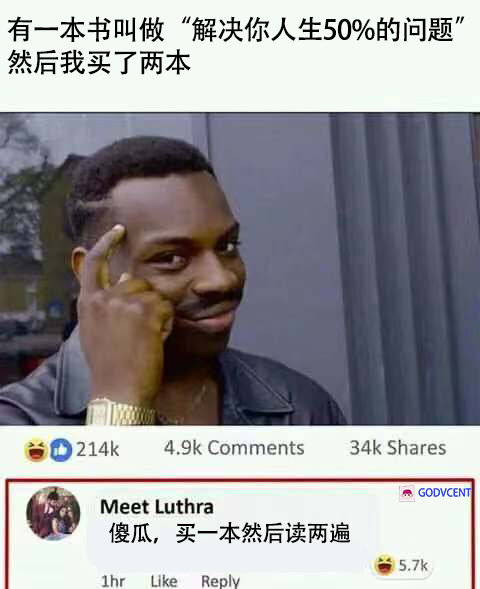 有一本书叫做“解决你人生50%的问题”
然后我买了两本
214k 4.9k Comments 34k Shares
GODVCENT
Meet Luthra
傻瓜，买一本然后读两遍
5.7k
1hr Like Reply